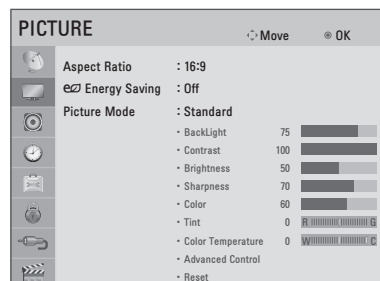 PICTURE Move OK
Aspect Ratio : 16:9
Energy Saving : Off
Picture Mode : Standard
• BackLight 75
• Contrast 100
• Brightness 50
• Sharpness 70
• Color 60
• Tint 0 R G
• Color Temperature 0 W C
• Advanced Control
• Reset